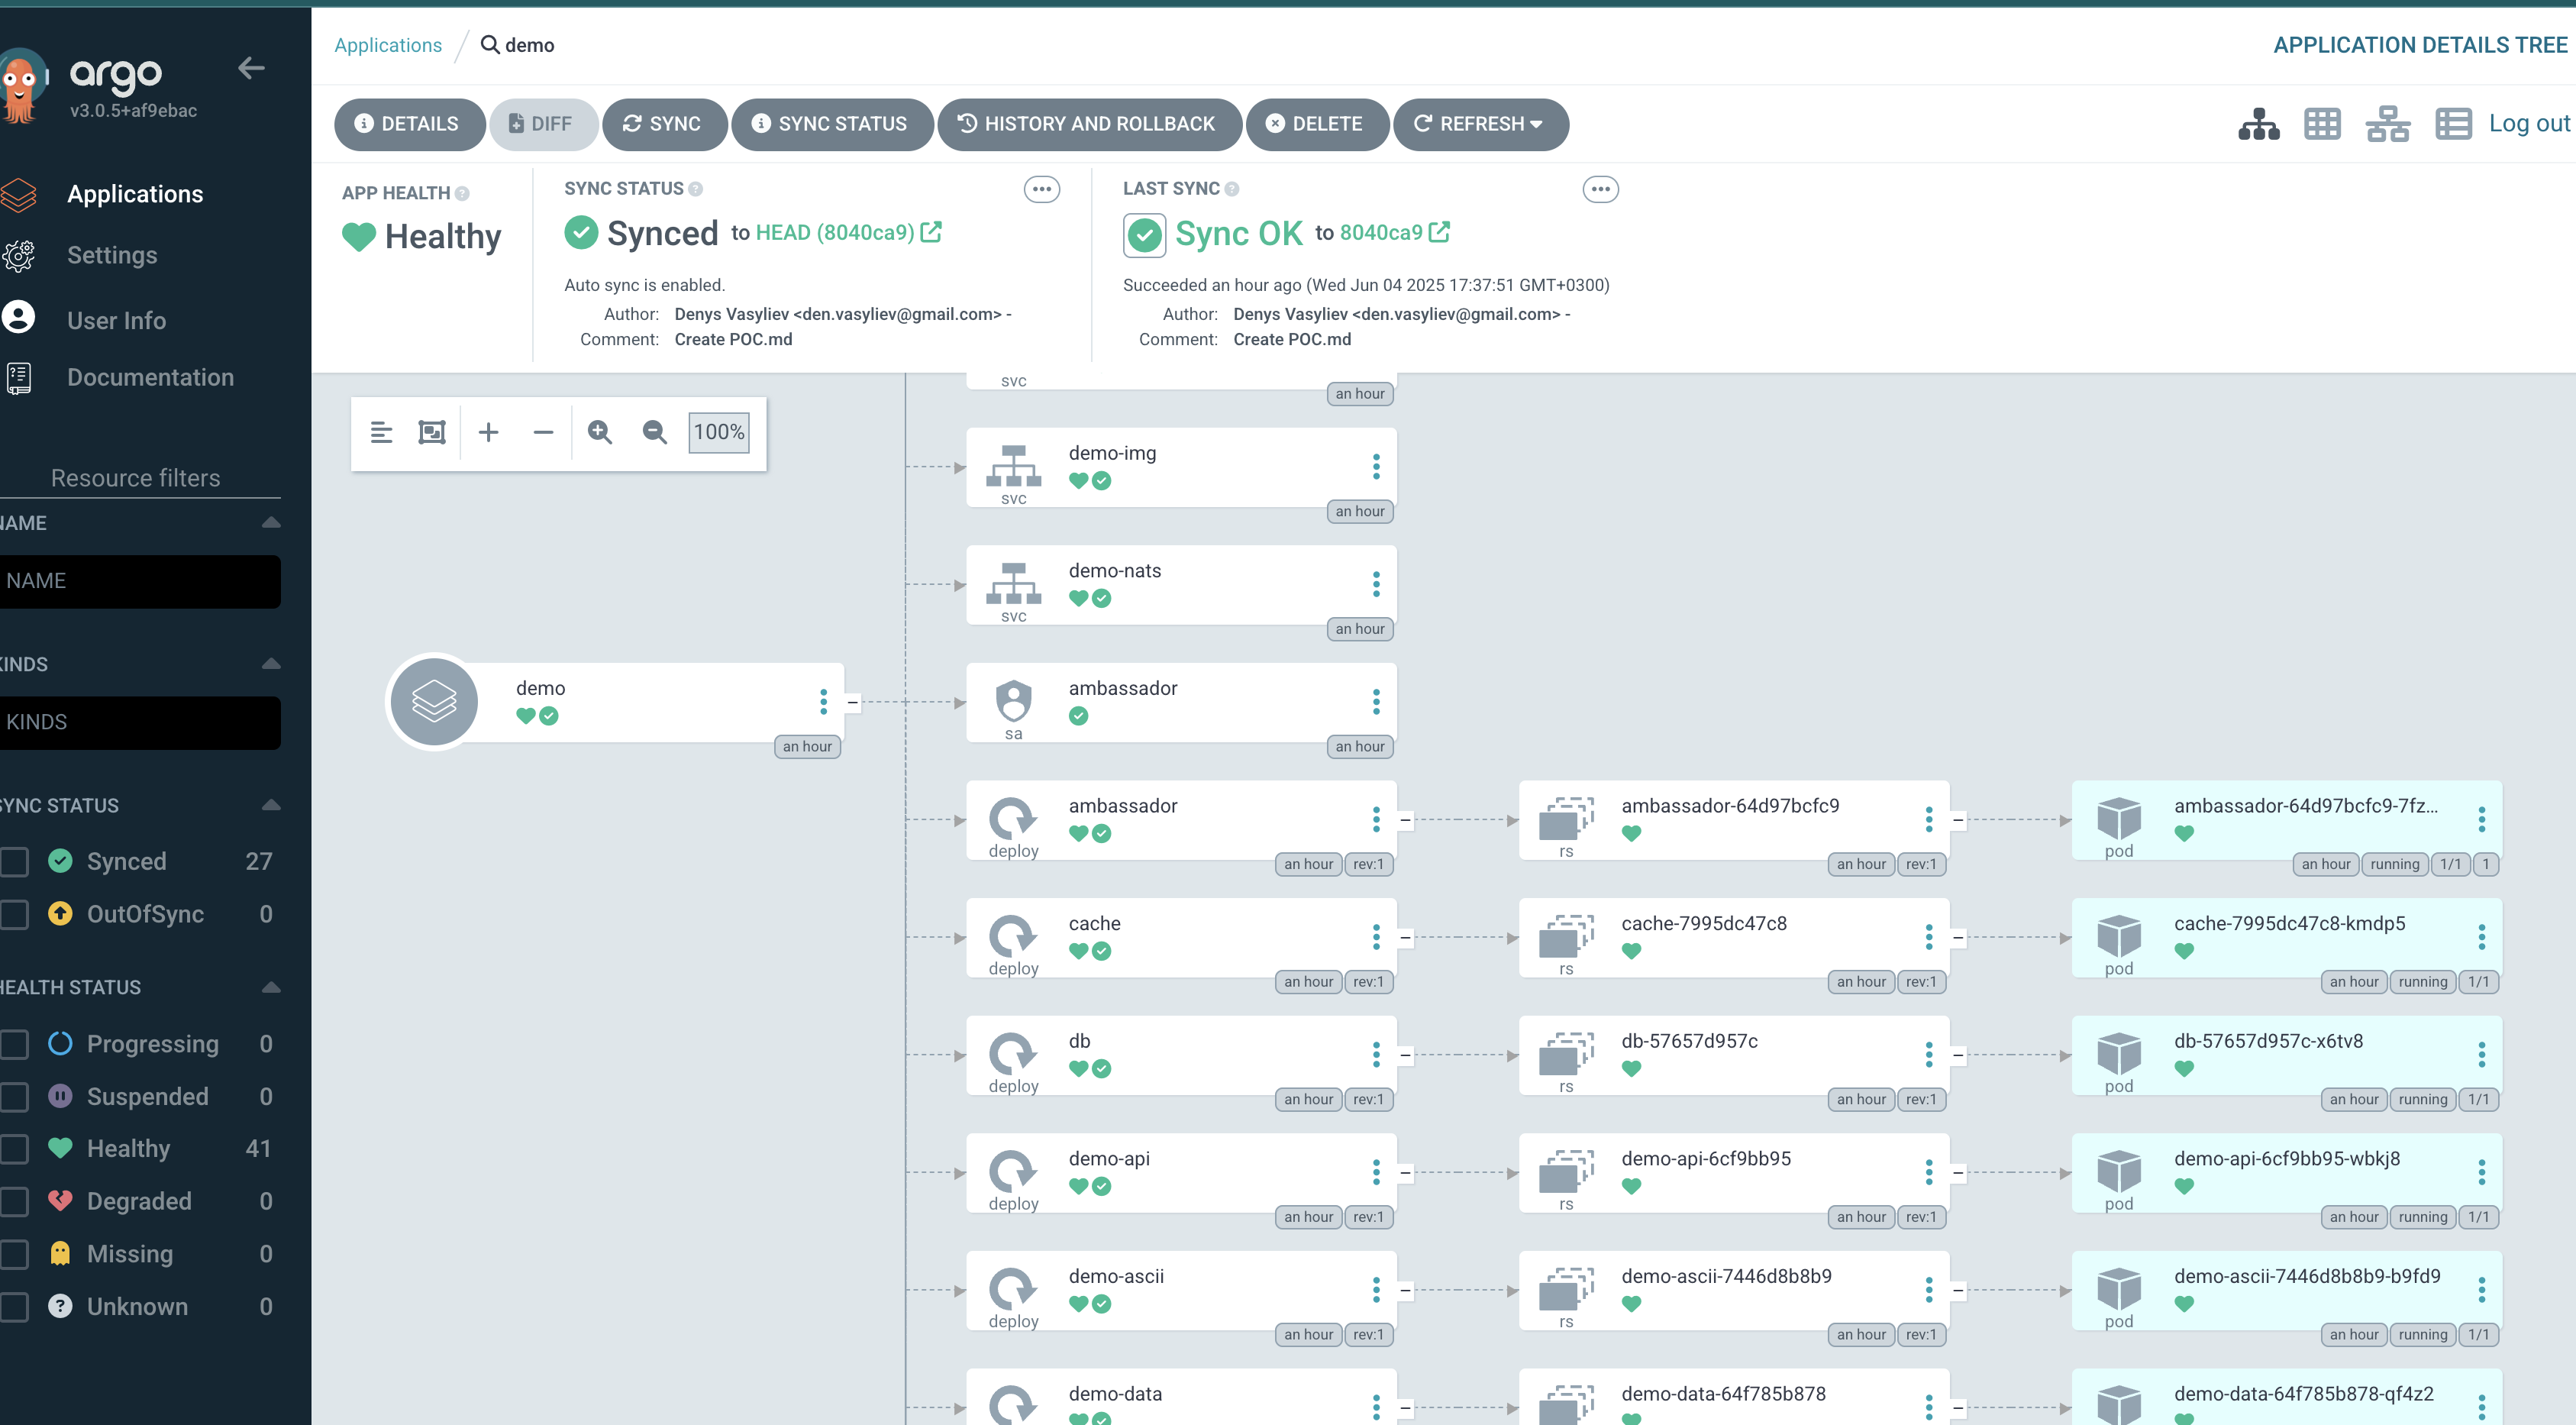 argo
v3.0.5+af9ebac
Applications
Settings
User Info
Documentation
Resource filters
NAME
NAME
KINDS
KINDS
SYNC STATUS
Synced 27
OutOfSync 0
HEALTH STATUS
Progressing 0
Suspended 0
Healthy 41
Degraded 0
Missing 0
Unknown 0
Applications / demo
APPLICATION DETAILS TREE
DETAILS DIFF SYNC SYNC STATUS HISTORY AND ROLLBACK DELETE REFRESH
Log out
APP HEALTH
Healthy
SYNC STATUS
Synced to HEAD (8040ca9)
Auto sync is enabled.
Author: Denys Vasyliev <den.vasyliev@gmail.com> -
Comment: Create POC.md
LAST SYNC
Sync OK to 8040ca9
Succeeded an hour ago (Wed Jun 04 2025 17:37:51 GMT+0300)
Author: Denys Vasyliev <den.vasyliev@gmail.com> -
Comment: Create POC.md
100%
demo
an hour
svc
an hour
demo-img
svc
an hour
demo-nats
svc
an hour
ambassador
sa
an hour
ambassador
deploy
an hour rev:1
ambassador-64d97bcfc9
rs
an hour rev:1
ambassador-64d97bcfc9-7fz...
pod
an hour running 1/1 1
cache
deploy
an hour rev:1
cache-7995dc47c8
rs
an hour rev:1
cache-7995dc47c8-kmdp5
pod
an hour running 1/1
db
deploy
an hour rev:1
db-57657d957c
rs
an hour rev:1
db-57657d957c-x6tv8
pod
an hour running 1/1
demo-api
deploy
an hour rev:1
demo-api-6cf9bb95
rs
an hour rev:1
demo-api-6cf9bb95-wbkj8
pod
an hour running 1/1
demo-ascii
deploy
an hour rev:1
demo-ascii-7446d8b8b9
rs
an hour rev:1
demo-ascii-7446d8b8b9-b9fd9
pod
an hour running 1/1
demo-data
demo-data-64f785b878
demo-data-64f785b878-qf4z2